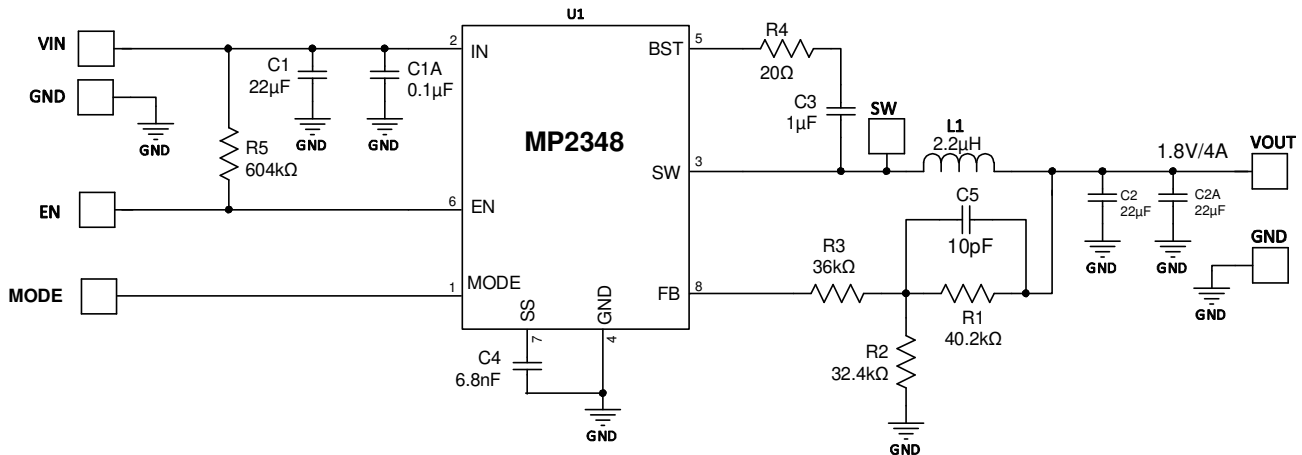 U1
VIN
2
IN
C1
22µF
C1A
0.1µF
GND
GND
GND
GND
R5
604kΩ
EN
6
EN
MODE
1
MODE
MP2348
BST
5
R4
20Ω
C3
1µF
SW
SW
3
L1
2.2µH
1.8V/4A
VOUT
C2
22µF
C2A
22µF
GND
GND
GND
GND
C5
10pF
FB
8
R3
36kΩ
R1
40.2kΩ
R2
32.4kΩ
GND
SS
7
GND
4
C4
6.8nF
GND